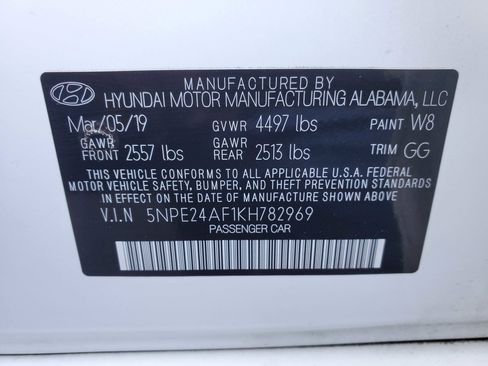 MANUFACTURED BY
HYUNDAI MOTOR MANUFACTURING ALABAMA, LLC
Mar/05/19 GVWR 4497 lbs PAINT W8
GAWR FRONT 2557 lbs GAWR REAR 2513 lbs TRIM GG
THIS VEHICLE CONFORMS TO ALL APPLICABLE U.S.A. FEDERAL
MOTOR VEHICLE SAFETY, BUMPER, AND THEFT PREVENTION STANDARDS
IN EFFECT ON THE DATE OF MANUFACTURE SHOWN ABOVE.
V.I.N 5NPE24AF1KH782969
PASSENGER CAR